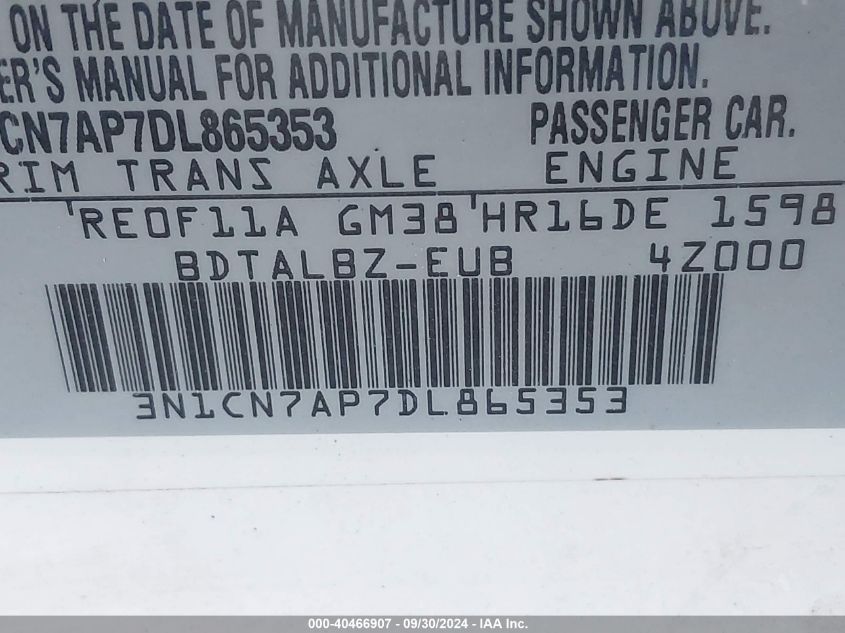 ON THE DATE OF MANUFACTURE SHOWN ABOVE.
ER'S MANUAL FOR ADDITIONAL INFORMATION.
CN7AP7DL865353 PASSENGER CAR.
RIM TRANS AXLE ENGINE
'RE0F11A GM38'HR16DE 1598
BDTALBZ-EUB 4Z000
3N1CN7AP7DL865353
000-40466907 - 09/30/2024 - IAA Inc.